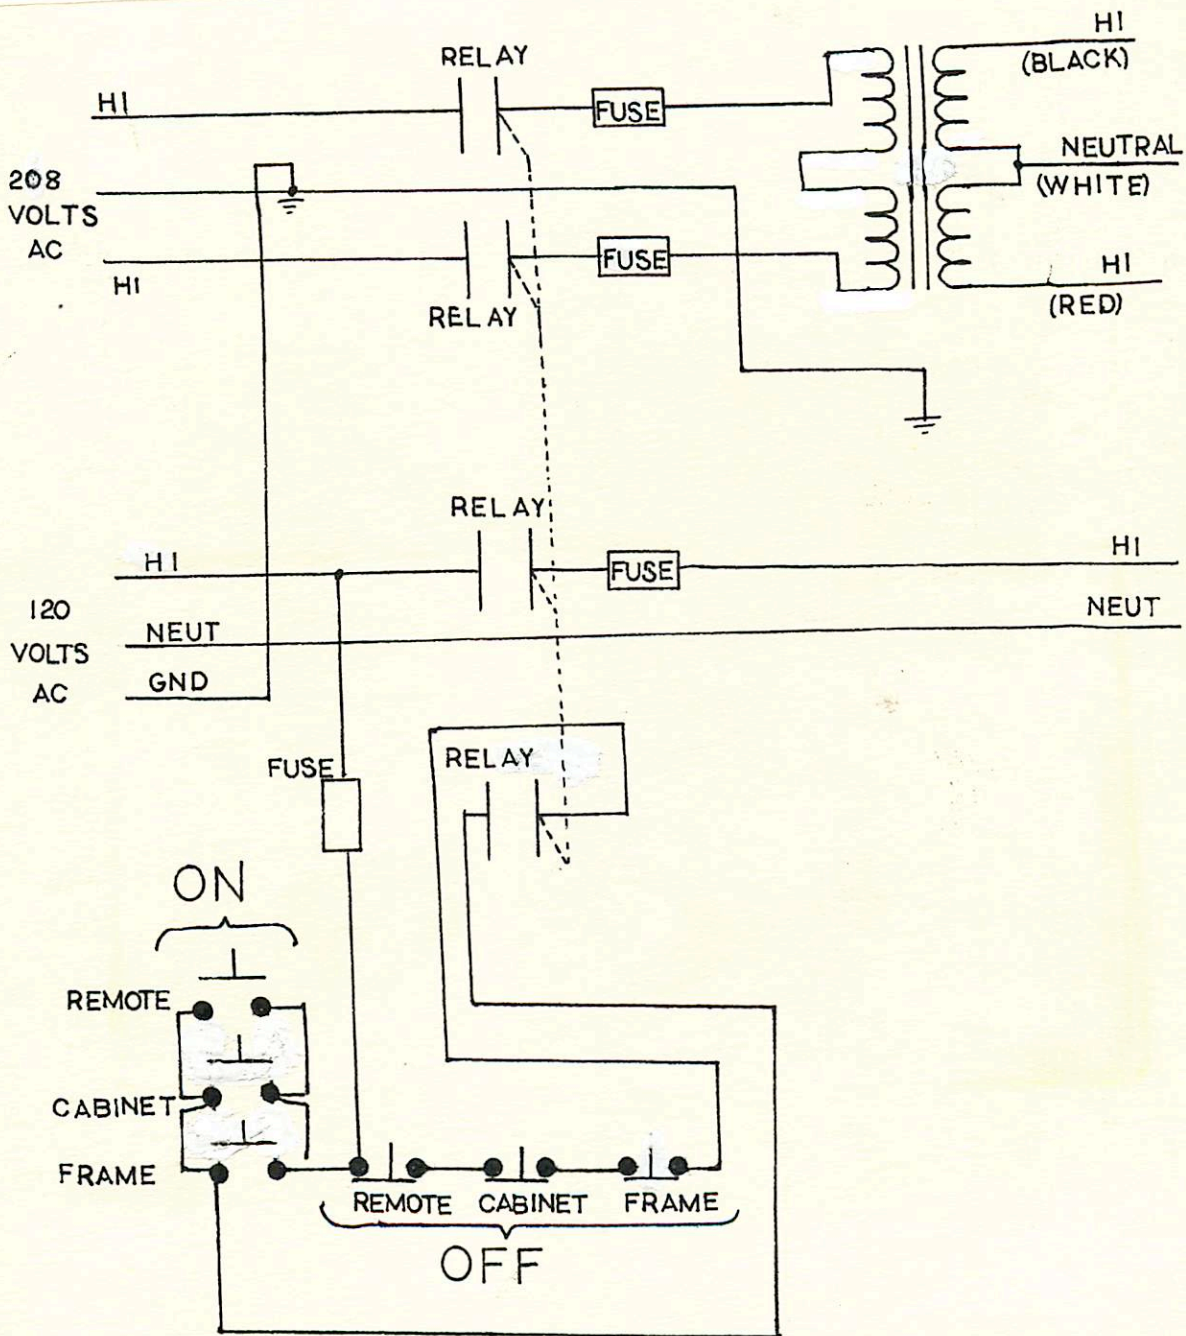 HI
(BLACK)
RELAY
HI
FUSE
NEUTRAL
(WHITE)
208
VOLTS
AC
FUSE
HI
HI
(RED)
RELAY
RELAY
HI
FUSE
HI
120
VOLTS
AC
NEUT
NEUT
GND
FUSE
RELAY
ON
REMOTE
CABINET
FRAME
REMOTE CABINET FRAME
OFF